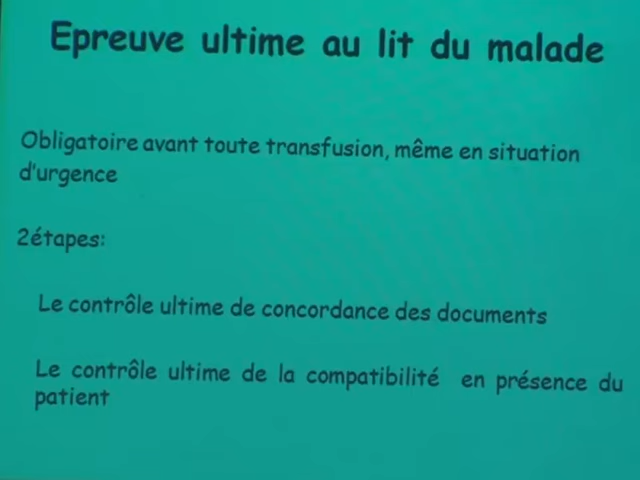 Epreuve ultime au lit du malade
Obligatoire avant toute transfusion, même en situation
d'urgence
2étapes:
Le contrôle ultime de concordance des documents
Le contrôle ultime de la compatibilité en présence du
patient